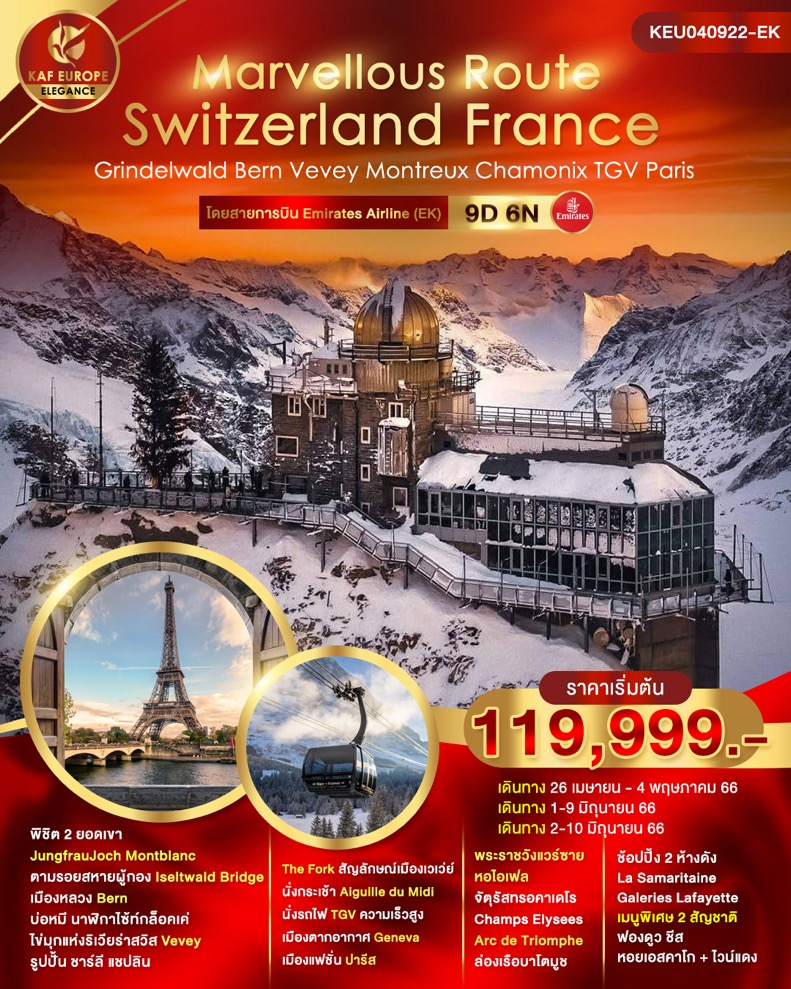 KEU040922-EK
KAF EUROPE
ELEGANCE
Marvellous Route
Switzerland France
Grindelwald Bern Vevey Montreux Chamonix TGV Paris
โดยสายการบิน Emirates Airline (EK) 9D 6N Emirates
ราคาเริ่มต้น
119,999.-
เดินทาง 26 เมษายน - 4 พฤษภาคม 66
เดินทาง 1-9 มิถุนายน 66
เดินทาง 2-10 มิถุนายน 66
พิชิต 2 ยอดเขา
JungfrauJoch Montblanc
ตามรอยสหายผู้กอง Iseltwald Bridge
เมืองหลวง Bern
บ่อหมี นาฬิกาไซ้ท์กล็อคเค่
ไข่มุกแห่งริเวียร่าสวิส Vevey
รูปปั้น ชาร์ลี แชปลิน
The Fork สัญลักษณ์เมืองเวเว่ย์
นั่งกระเช้า Aiguille du Midi
นั่งรถไฟ TGV ความเร็วสูง
เมืองตากอากาศ Geneva
เมืองแฟชั่น ปารีส
พระราชวังแวร์ซาย
หอไอเฟล
จัตุรัสทรอคาเดโร
Champs Elysees
Arc de Triomphe
ล่องเรือบาโตมูซ
ช้อปปิ้ง 2 ห้างดัง
La Samaritaine
Galeries Lafayette
เมนูพิเศษ 2 สัญชาติ
ฟองดูว ชีส
หอยเอสคาโก + ไวน์แดง